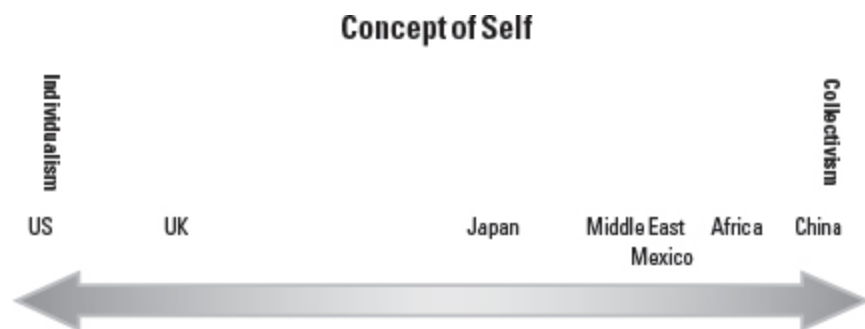 Concept of Self
Individualism
Collectivism
US UK Japan Middle East Africa China
Mexico